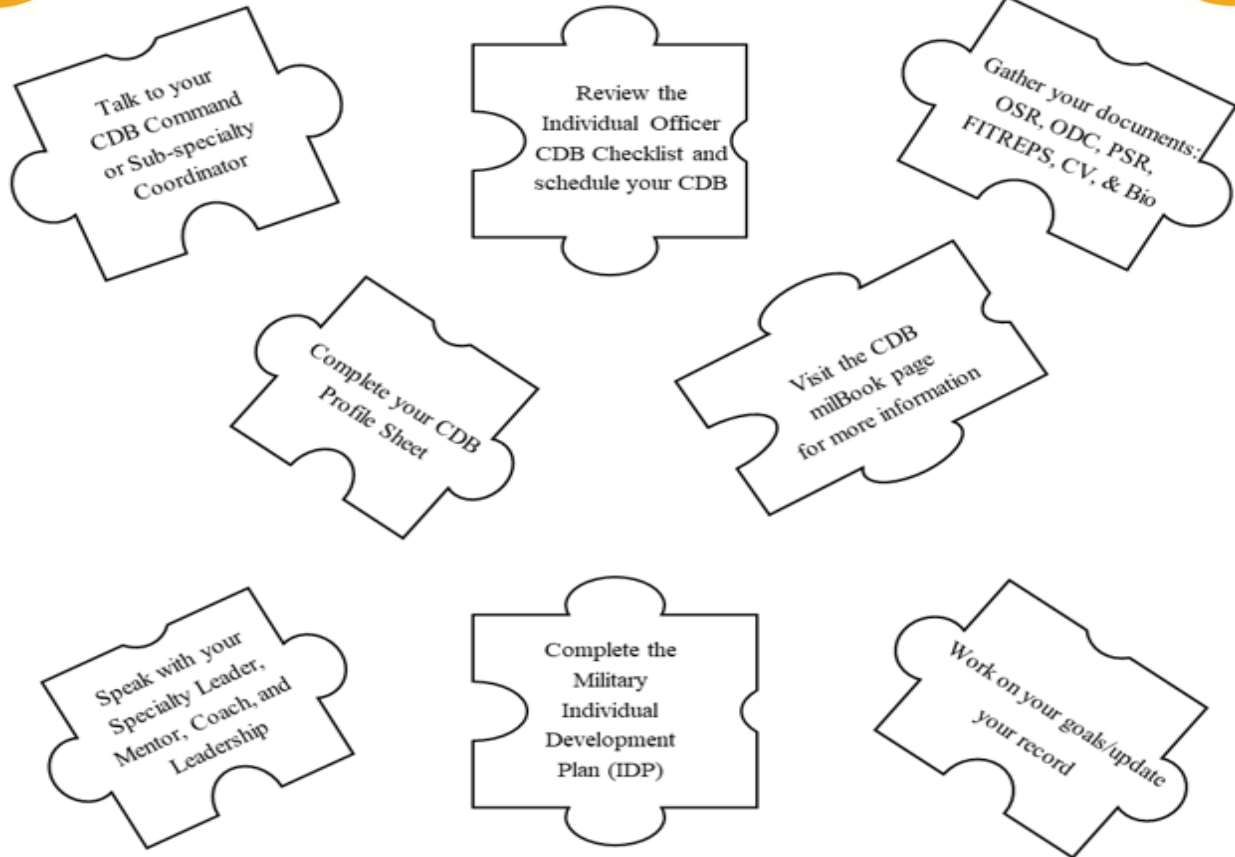 Talk to your
CDB Command
or Sub-specialty
Coordinator
Review the
Individual Officer
CDB Checklist and
schedule your CDB
Gather your documents:
OSR, ODC, PSR,
FITREPS, CV, & Bio
Complete your CDB
Profile Sheet
Visit the CDB
milBook page
for more information
Speak with your
Specialty Leader,
Mentor, Coach, and
Leadership
Complete the
Military
Individual
Development
Plan (IDP)
Work on your goals/update
your record